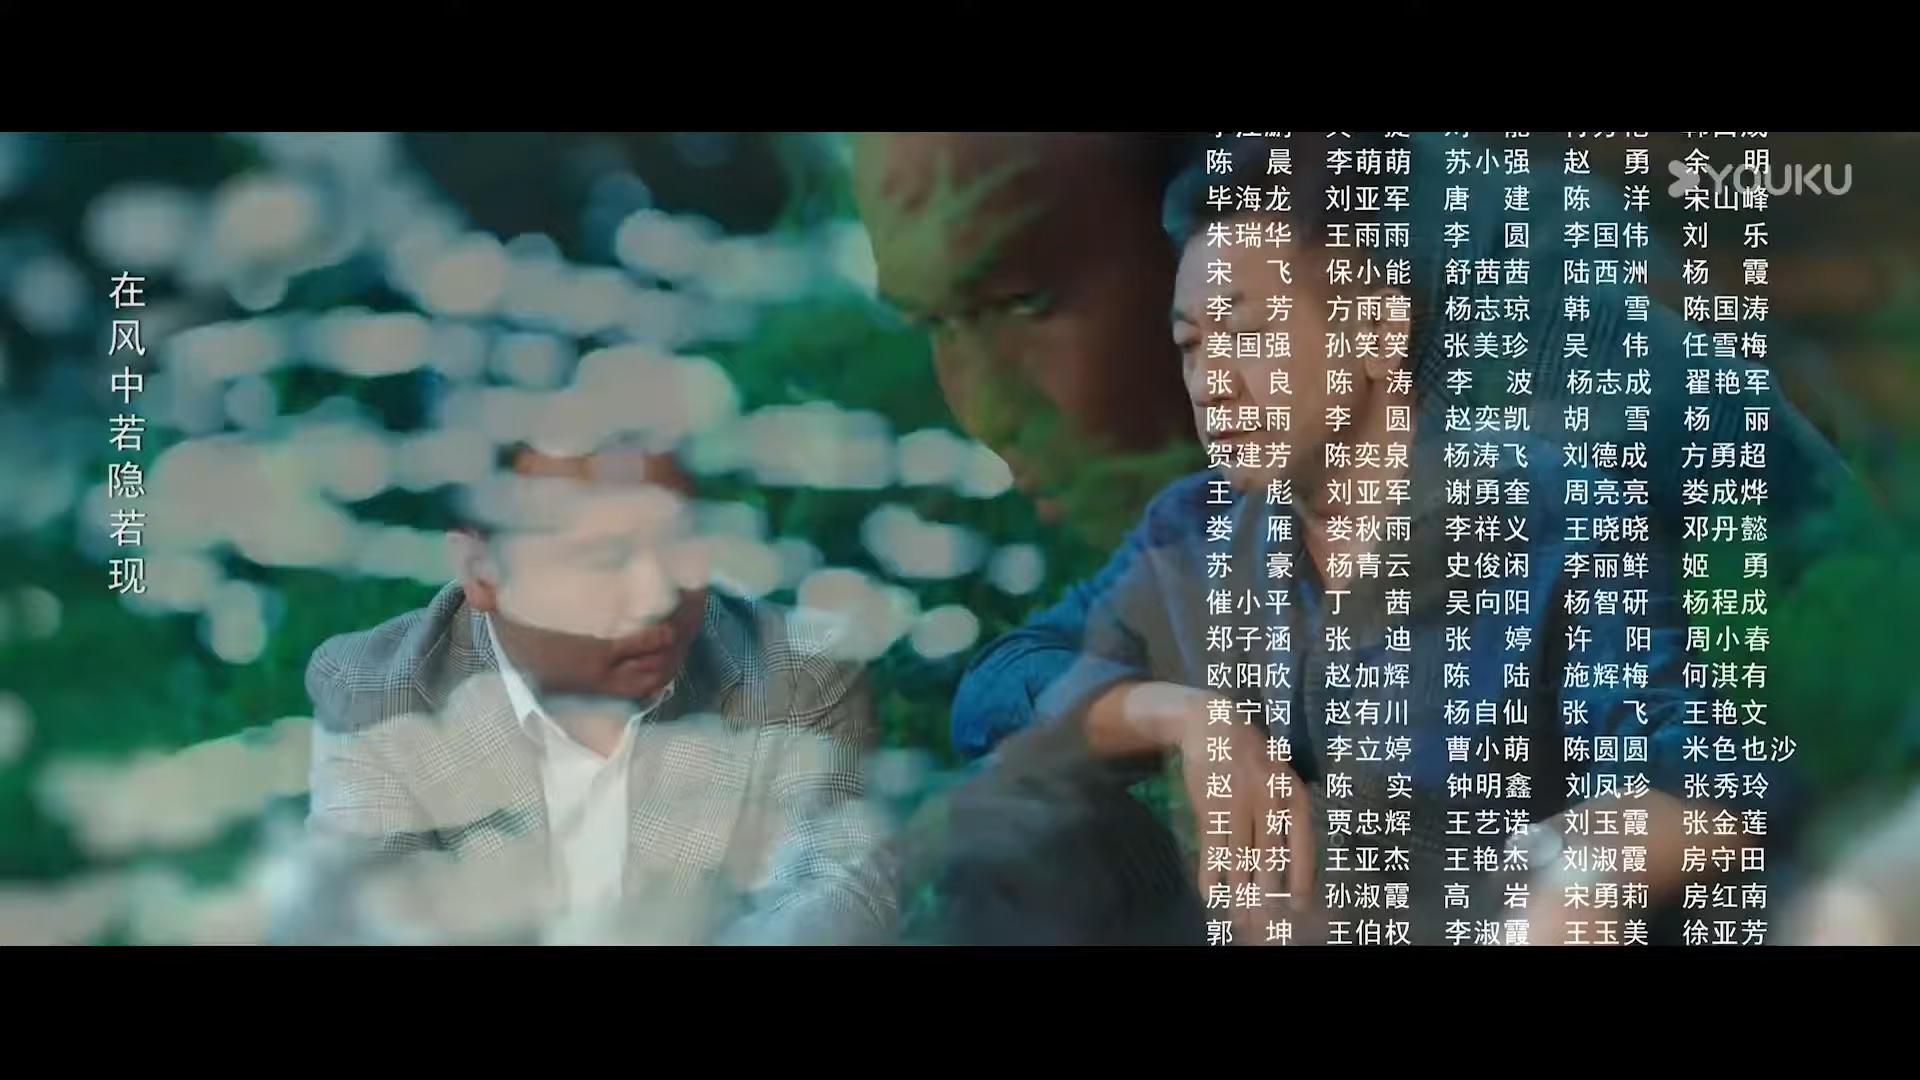 在风中若隐若现
YOUKU
陈 晨 李萌萌 苏小强 赵 勇 余 明
毕海龙 刘亚军 唐 建 陈 洋 宋山峰
朱瑞华 王雨雨 李 圆 李国伟 刘 乐
宋 飞 保小能 舒茜茜 陆西洲 杨 霞
李 芳 方雨萱 杨志琼 韩 雪 陈国涛
姜国强 孙笑笑 张美珍 吴 伟 任雪梅
张 良 陈 涛 李 波 杨志成 翟艳军
陈思雨 李 圆 赵奕凯 胡 雪 杨 丽
贺建芳 陈奕泉 杨涛飞 刘德成 方勇超
王 彪 刘亚军 谢勇奎 周亮亮 娄成烨
娄 雁 娄秋雨 李祥义 王晓晓 邓丹懿
苏 豪 杨青云 史俊闲 李丽鲜 姬 勇
催小平 丁 茜 吴向阳 杨智研 杨程成
郑子涵 张 迪 张 婷 许 阳 周小春
欧阳欣 赵加辉 陈 陆 施辉梅 何淇有
黄宁闵 赵有川 杨自仙 张 飞 王艳文
张 艳 李立婷 曹小萌 陈圆圆 米色也沙
赵 伟 陈 实 钟明鑫 刘凤珍 张秀玲
王 娇 贾忠辉 王艺诺 刘玉霞 张金莲
梁淑芬 王亚杰 王艳杰 刘淑霞 房守田
房维一 孙淑霞 高 岩 宋勇莉 房红南
郭 坤 王伯权 李淑霞 王玉美 徐亚芳